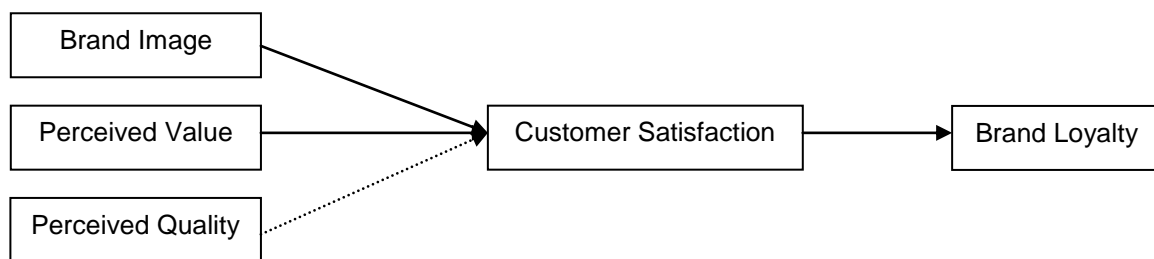 Brand Image
Perceived Value
Customer Satisfaction
Brand Loyalty
Perceived Quality